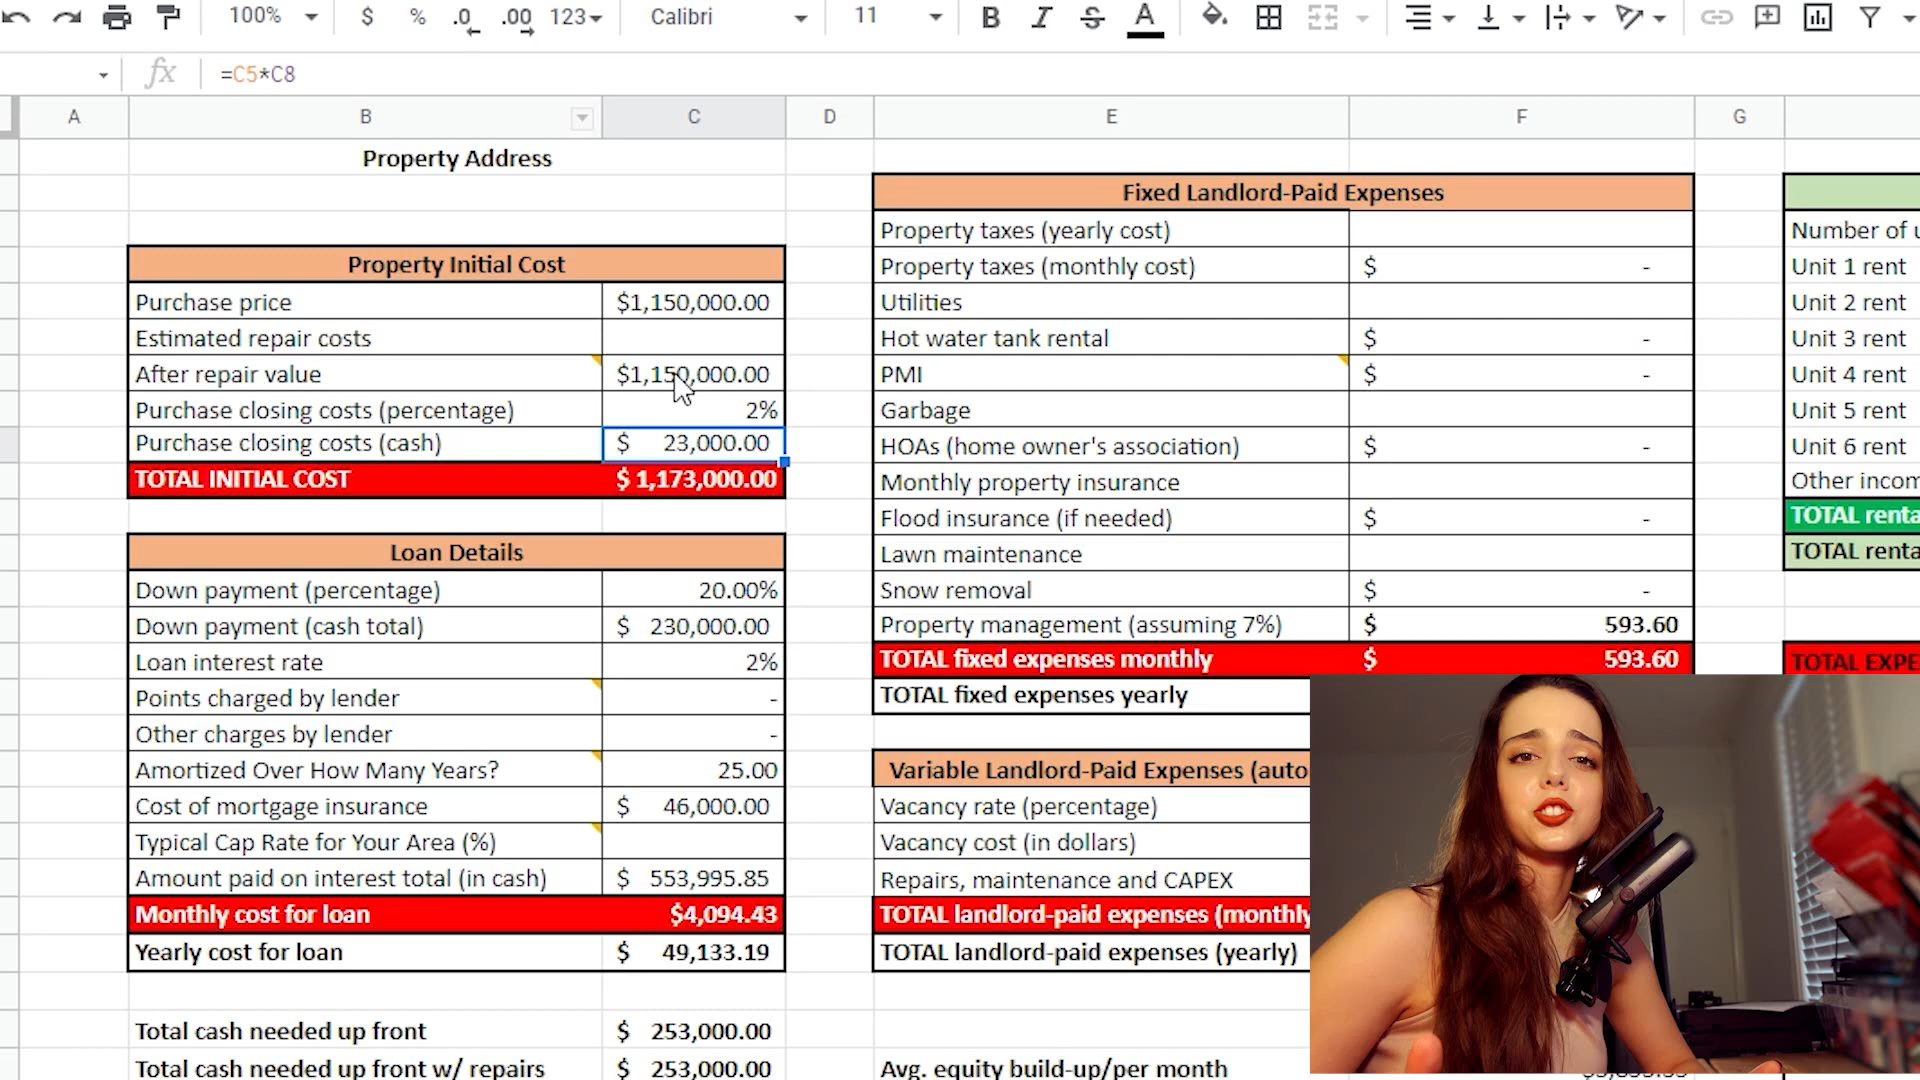 100%
$
%
.0
.00
123
Calibri
11
B
I
S
A
fx
=C5*C8
A
B
C
D
E
F
G
Property Address
Property Initial Cost
Purchase price $1,150,000.00
Estimated repair costs
After repair value $1,150,000.00
Purchase closing costs (percentage) 2%
Purchase closing costs (cash) $ 23,000.00
TOTAL INITIAL COST $ 1,173,000.00
Loan Details
Down payment (percentage) 20.00%
Down payment (cash total) $ 230,000.00
Loan interest rate 2%
Points charged by lender -
Other charges by lender -
Amortized Over How Many Years? 25.00
Cost of mortgage insurance $ 46,000.00
Typical Cap Rate for Your Area (%)
Amount paid on interest total (in cash) $ 553,995.85
Monthly cost for loan $4,094.43
Yearly cost for loan $ 49,133.19
Total cash needed up front $ 253,000.00
Total cash needed up front w/ repairs $ 253,000.00
Fixed Landlord-Paid Expenses
Property taxes (yearly cost)
Property taxes (monthly cost) $ -
Utilities
Hot water tank rental $ -
PMI $ -
Garbage
HOAs (home owner's association) $ -
Monthly property insurance
Flood insurance (if needed) $ -
Lawn maintenance
Snow removal $ -
Property management (assuming 7%) $ 593.60
TOTAL fixed expenses monthly $ 593.60
TOTAL fixed expenses yearly
Variable Landlord-Paid Expenses (auto
Vacancy rate (percentage)
Vacancy cost (in dollars)
Repairs, maintenance and CAPEX
TOTAL landlord-paid expenses (monthly
TOTAL landlord-paid expenses (yearly)
Avg. equity build-up/per month
Number of u
Unit 1 rent
Unit 2 rent
Unit 3 rent
Unit 4 rent
Unit 5 rent
Unit 6 rent
Other incom
TOTAL renta
TOTAL renta
TOTAL EXPE